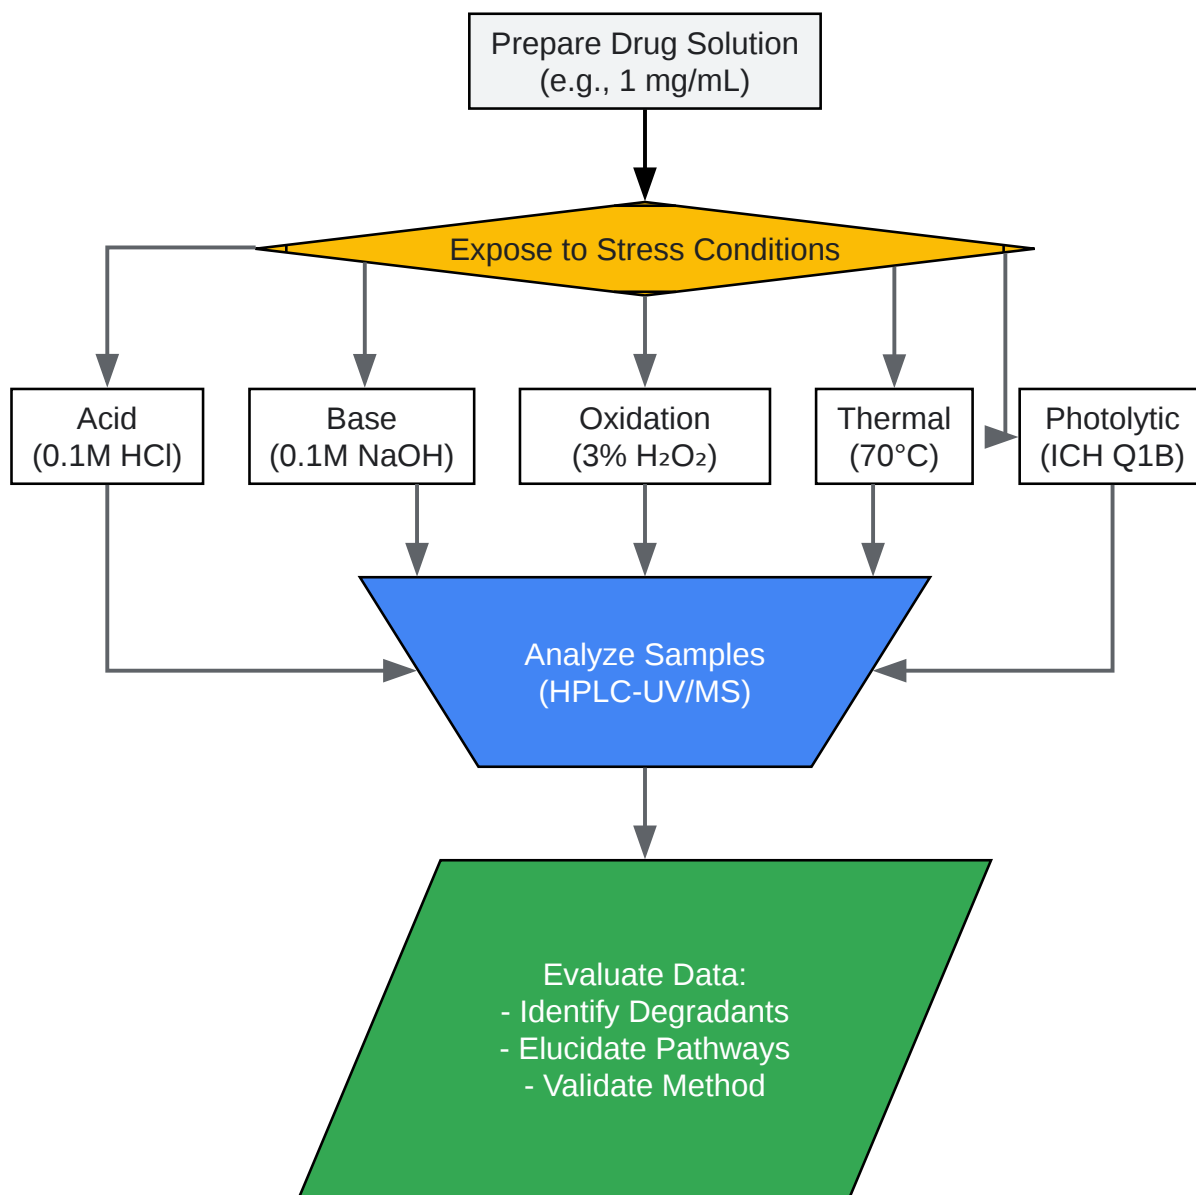 Prepare Drug Solution
(e.g., 1 mg/mL)
Expose to Stress Conditions
Acid
(0.1M HCl)
Base
(0.1M NaOH)
Oxidation
(3% H₂O₂)
Thermal
(70°C)
Photolytic
(ICH Q1B)
Analyze Samples
(HPLC-UV/MS)
Evaluate Data:
- Identify Degradants
- Elucidate Pathways
- Validate Method